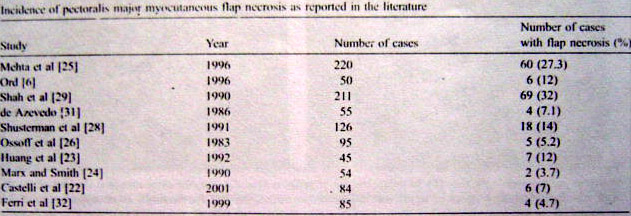 Incidence of pectoralis major myocutaneous flap necrosis as reported in the literature
Number of cases
Study Year Number of cases with flap necrosis (%)
Mehta et al [25] 1996 220 60 (27.3)
Ord [6] 1996 50 6 (12)
Shah et al [29] 1990 211 69 (32)
de Azevedo [31] 1986 55 4 (7.1)
Shusterman et al [28] 1991 126 18 (14)
Ossoff et al [26] 1983 95 5 (5.2)
Huang et al [23] 1992 45 7 (12)
Marx and Smith [24] 1990 54 2 (3.7)
Castelli et al [22] 2001 84 6 (7)
Ferri et al [32] 1999 85 4 (4.7)